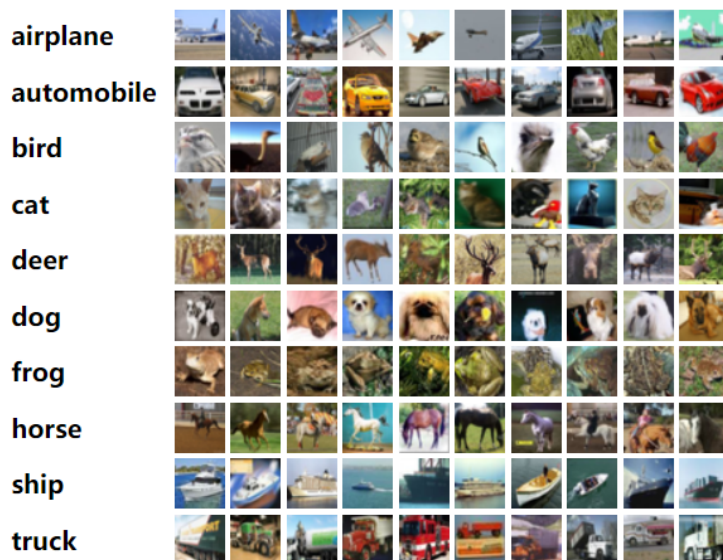 airplane
automobile
bird
cat
deer
dog
frog
horse
ship
truck